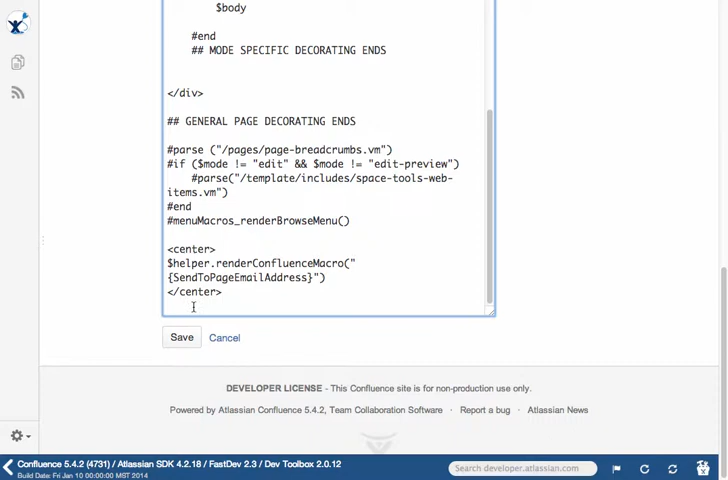 $body
#end
## MODE SPECIFIC DECORATING ENDS
</div>
## GENERAL PAGE DECORATING ENDS
#parse ("/pages/page-breadcrumbs.vm")
#if ($mode != "edit" && $mode != "edit-preview")
#parse("/template/includes/space-tools-web-
items.vm")
#end
#menuMacros_renderBrowseMenu()
<center>
$helper.renderConfluenceMacro("
{SendToPageEmailAddress}")
</center>
Save Cancel
DEVELOPER LICENSE - This Confluence site is for non-production use only.
Powered by Atlassian Confluence 5.4.2, Team Collaboration Software · Report a bug · Atlassian News
Confluence 5.4.2 (4731) / Atlassian SDK 4.2.18 / FastDev 2.3 / Dev Toolbox 2.0.12
Build Date: Fri Jan 10 00:00:00 MST 2014
Search developer.atlassian.com